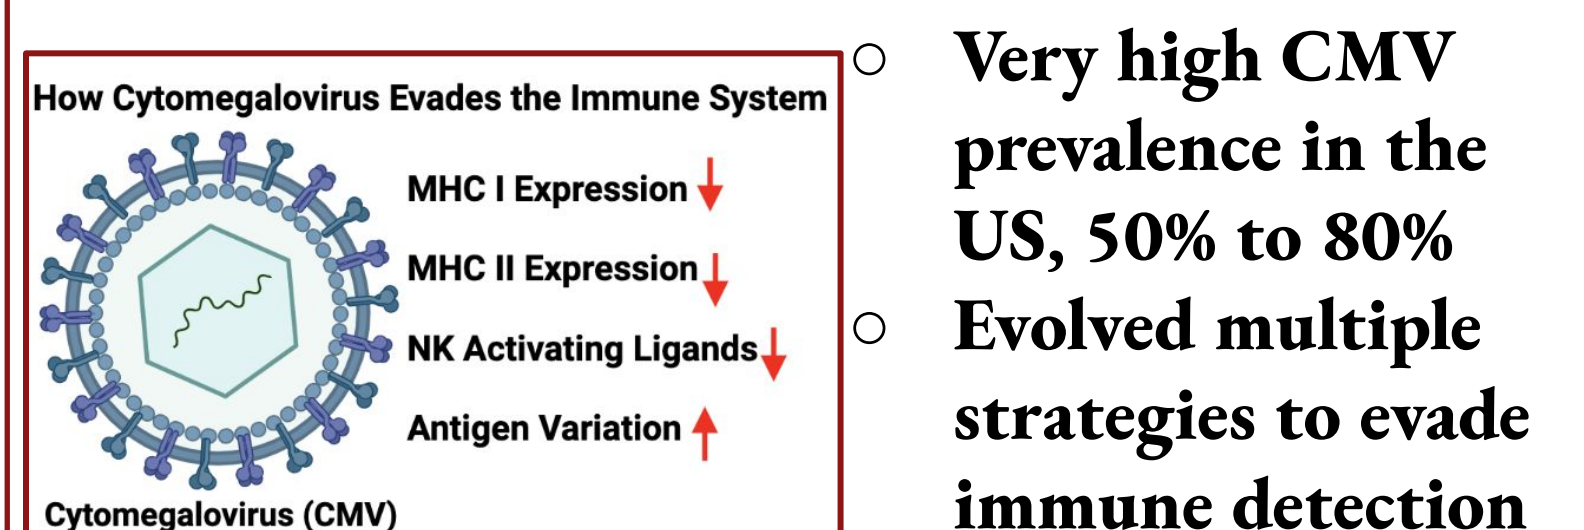 How Cytomegalovirus Evades the Immune System
MHC I Expression
MHC II Expression
NK Activating Ligands
Antigen Variation
Cytomegalovirus (CMV)
Very high CMV
prevalence in the
US, 50% to 80%
Evolved multiple
strategies to evade
immune detection